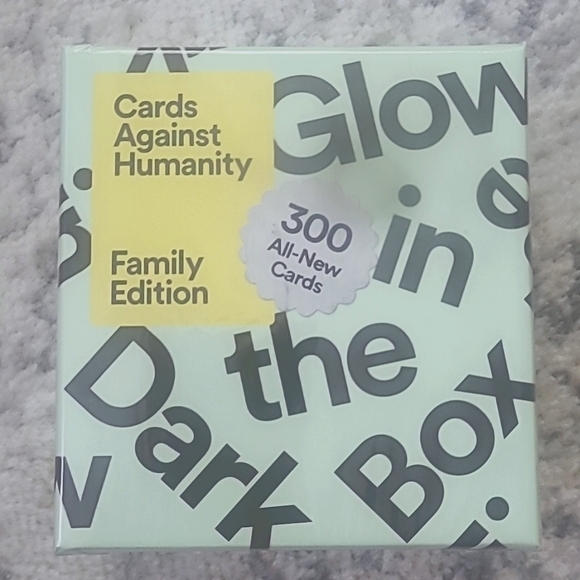 Cards
Against
Humanity
Family
Edition
300
All-New
Cards
Glow
in
the
Dark
Box